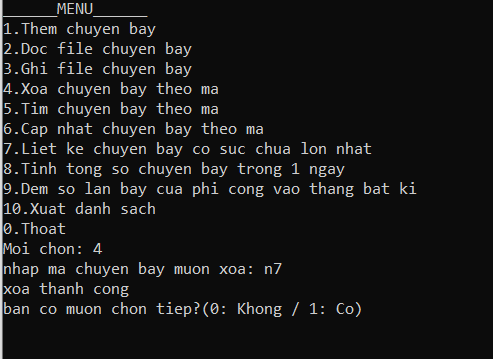 ______MENU______
1.Them chuyen bay
2.Doc file chuyen bay
3.Ghi file chuyen bay
4.Xoa chuyen bay theo ma
5.Tim chuyen bay theo ma
6.Cap nhat chuyen bay theo ma
7.Liet ke chuyen bay co suc chua lon nhat
8.Tinh tong so chuyen bay trong 1 ngay
9.Dem so lan bay cua phi cong vao thang bat ki
10.Xuat danh sach
0.Thoat
Moi chon: 4
nhap ma chuyen bay muon xoa: n7
xoa thanh cong
ban co muon chon tiep?(0: Khong / 1: Co)